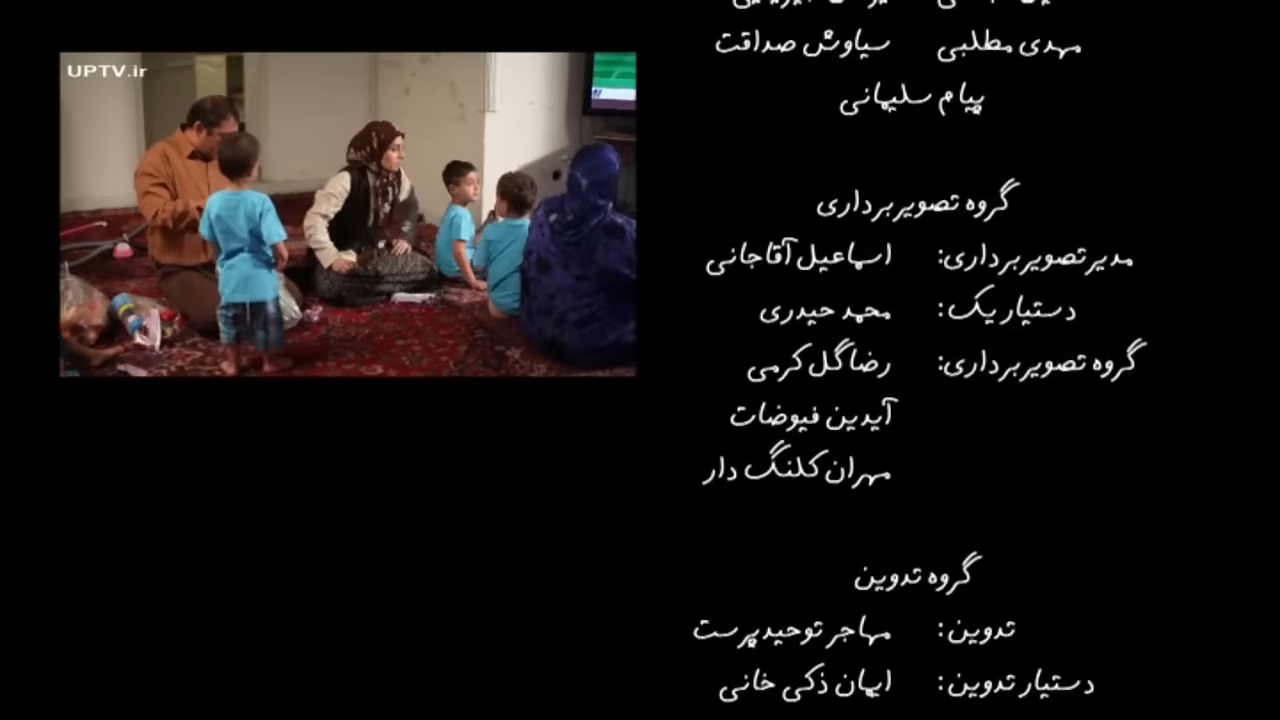 مهدی مطلبی سیاوش صداقت
پیام سلیمانی
گروه تصویربرداری
مدیر تصویربرداری: اسماعیل آقاجانی
دستیار یک: محمد حیدری
گروه تصویربرداری: رضا گل کرمی
آیدین فیوضات
مهران کلنگ دار
گروه تدوین
تدوین: مهاجر توحیدپرست
دستیار تدوین: ایمان ذکی خانی
UPTV.ir